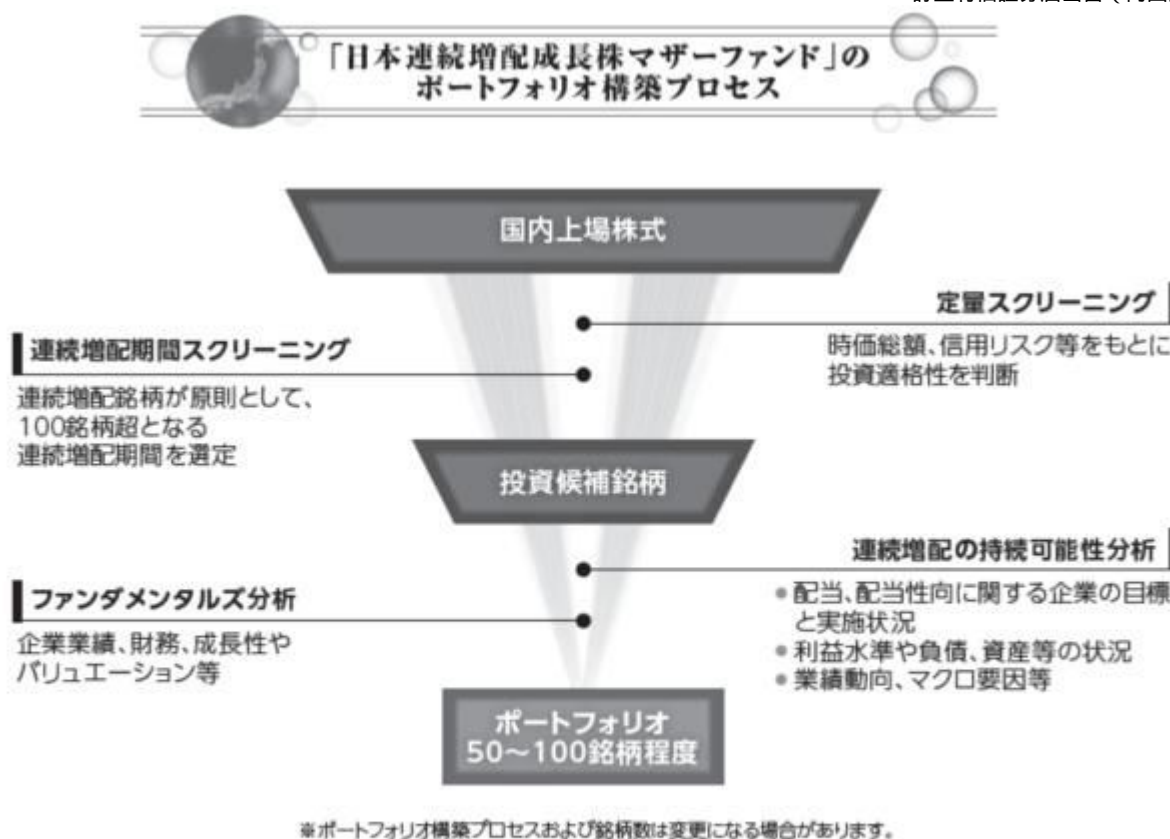 「日本連続増配成長株マザーファンド」の
ポートフォリオ構築プロセス
国内上場株式
定量スクリーニング
時価総額、信用リスク等をもとに
投資適格性を判断
連続増配期間スクリーニング
連続増配銘柄が原則として、
100銘柄超となる
連続増配期間を選定
投資候補銘柄
連続増配の持続可能性分析
●配当、配当性向に関する企業の目標
と実施状況
●利益水準や負債、資産等の状況
●業績動向、マクロ要因等
ファンダメンタルズ分析
企業業績、財務、成長性や
バリュエーション等
ポートフォリオ
50～100銘柄程度
※ポートフォリオ構築プロセスおよび銘柄数は変更になる場合があります。